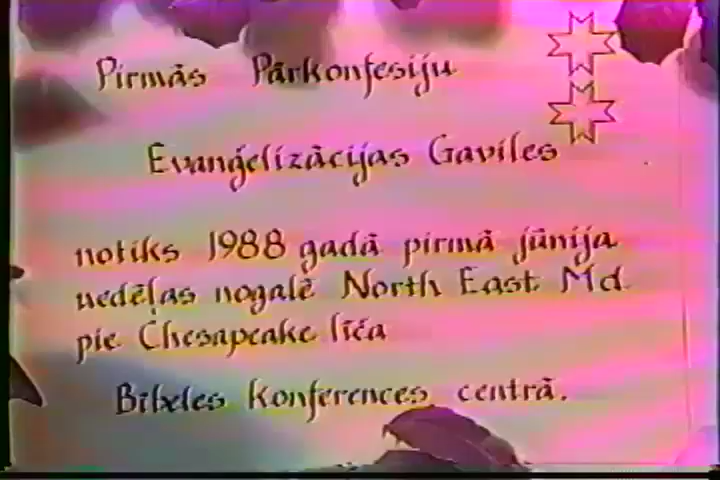 Pirmās Pārkonfesiju
Evanģelizācijas Gaviles
notiks 1988 gadā pirmā jūnija
nedēļas nogalē North East Md.
pie Chesapeake līča
Bībeles konferences centrā.